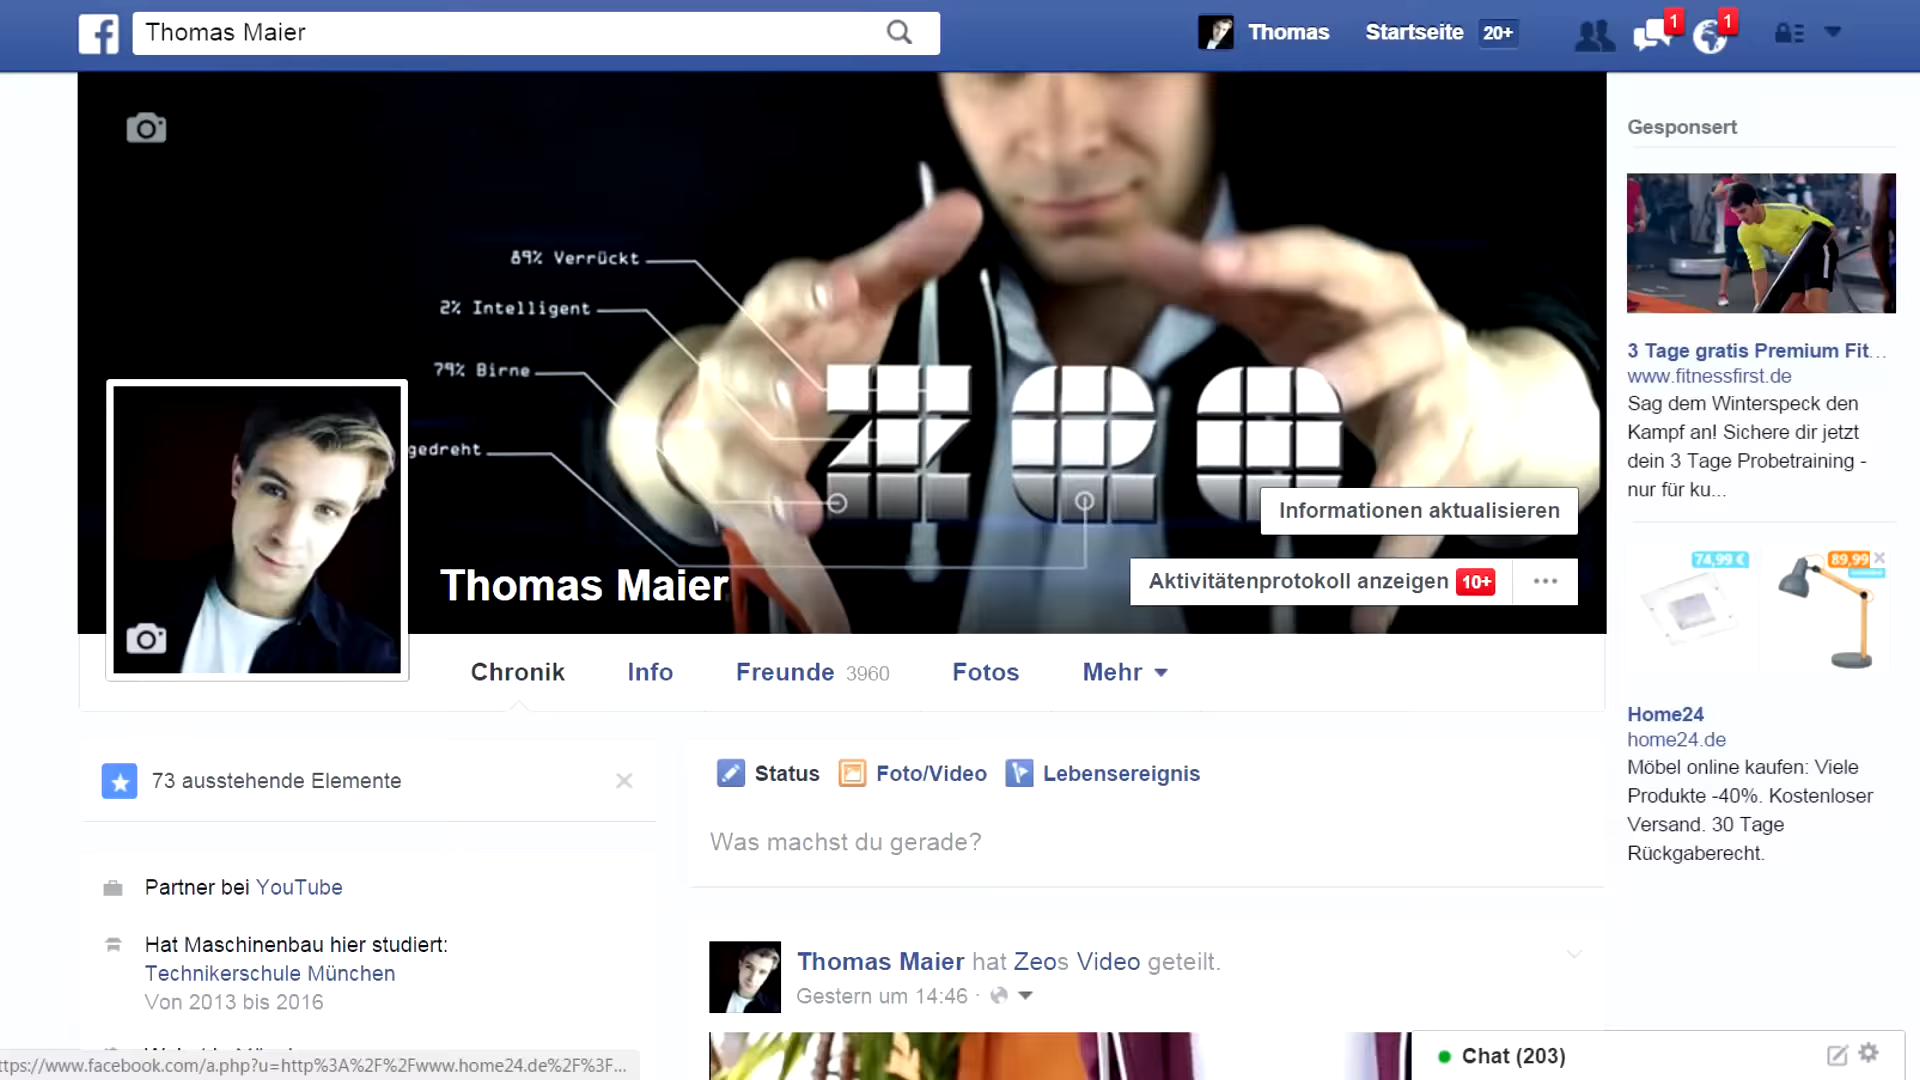 Thomas Maier
Thomas
Startseite 20+
1
1
Gesponsert
89% Verrückt
2% Intelligent
79% Birne
gedreht
zeo
Thomas Maier
Informationen aktualisieren
Aktivitätenprotokoll anzeigen 10+
Chronik
Info
Freunde 3960
Fotos
Mehr
3 Tage gratis Premium Fit...
www.fitnessfirst.de
Sag dem Winterspeck den
Kampf an! Sichere dir jetzt
dein 3 Tage Probetraining -
nur für ku...
74,99 €
89,99
Home24
home24.de
Möbel online kaufen: Viele
Produkte -40%. Kostenloser
Versand. 30 Tage
Rückgaberecht.
73 ausstehende Elemente
Partner bei YouTube
Hat Maschinenbau hier studiert:
Technikerschule München
Von 2013 bis 2016
Status
Foto/Video
Lebensereignis
Was machst du gerade?
Thomas Maier hat Zeos Video geteilt.
Gestern um 14:46 ·
ttps://www.facebook.com/a.php?u=http%3A%2F%2Fwww.home24.de%2F%3F...
Chat (203)